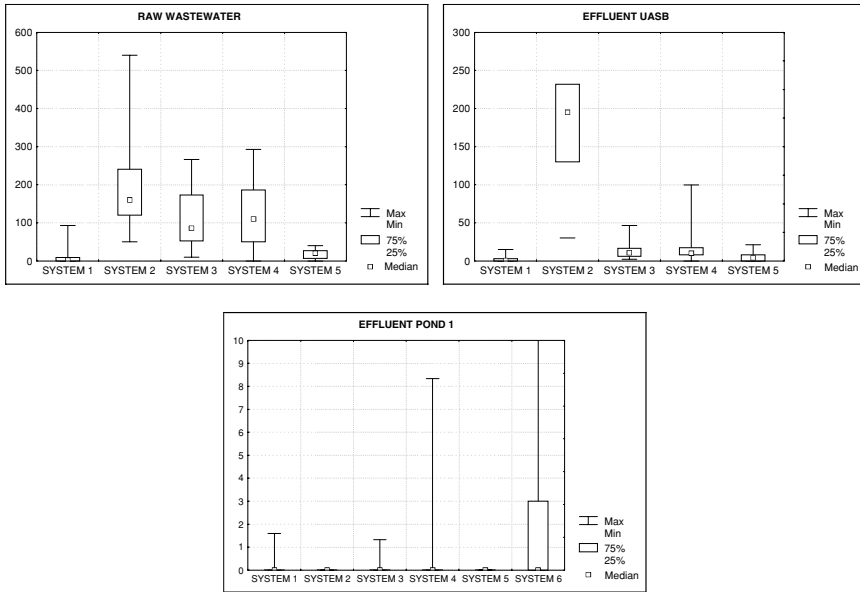 RAW WASTEWATER
600
500
400
300
200
100
0
SYSTEM 1 SYSTEM 2 SYSTEM 3 SYSTEM 4 SYSTEM 5
Max
Min
75%
25%
Median
EFFLUENT UASB
300
250
200
150
100
50
0
SYSTEM 1 SYSTEM 2 SYSTEM 3 SYSTEM 4 SYSTEM 5
Max
Min
75%
25%
Median
EFFLUENT POND 1
10
9
8
7
6
5
4
3
2
1
0
SYSTEM 1 SYSTEM 2 SYSTEM 3 SYSTEM 4 SYSTEM 5 SYSTEM 6
Max
Min
75%
25%
Median